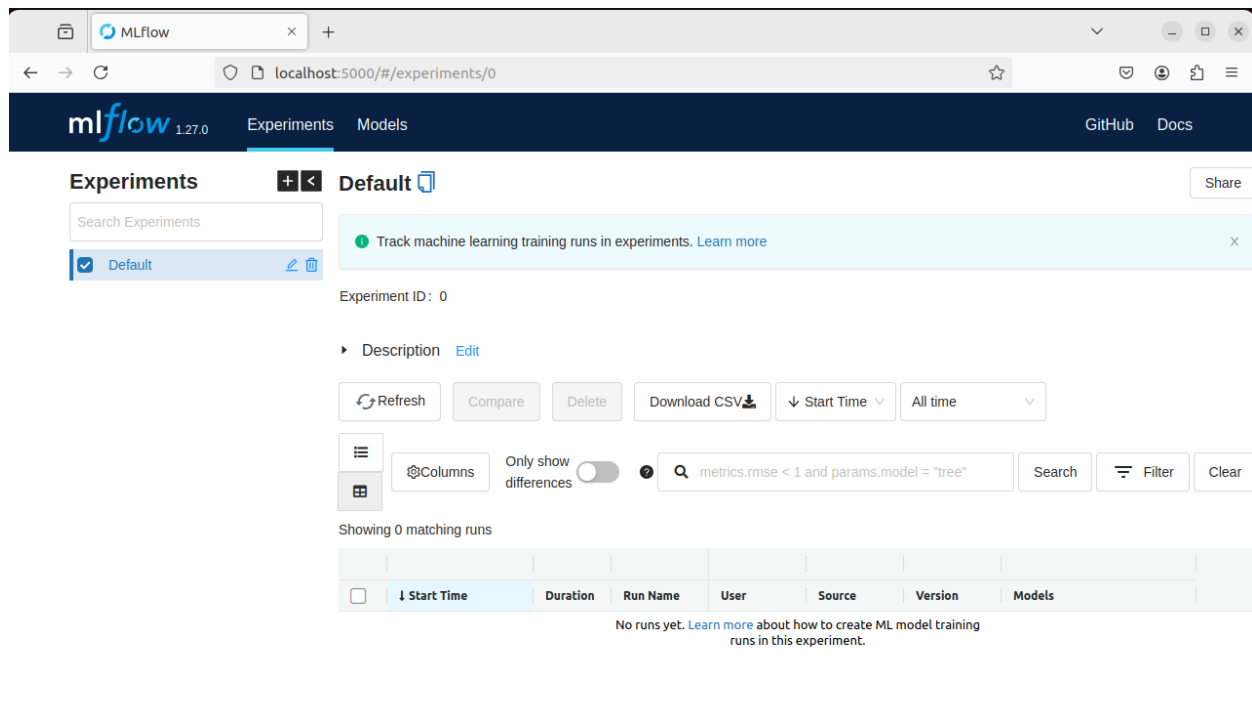 MLflow
localhost:5000/#/experiments/0
mlflow 1.27.0 Experiments Models GitHub Docs
Experiments
Search Experiments
Default
Default
Share
Track machine learning training runs in experiments. Learn more
Experiment ID: 0
Description Edit
Refresh Compare Delete Download CSV Start Time All time
Columns
Only show
differences
metrics.rmse < 1 and params.model = "tree"
Search Filter Clear
Showing 0 matching runs
Start Time Duration Run Name User Source Version Models
No runs yet. Learn more about how to create ML model training
runs in this experiment.